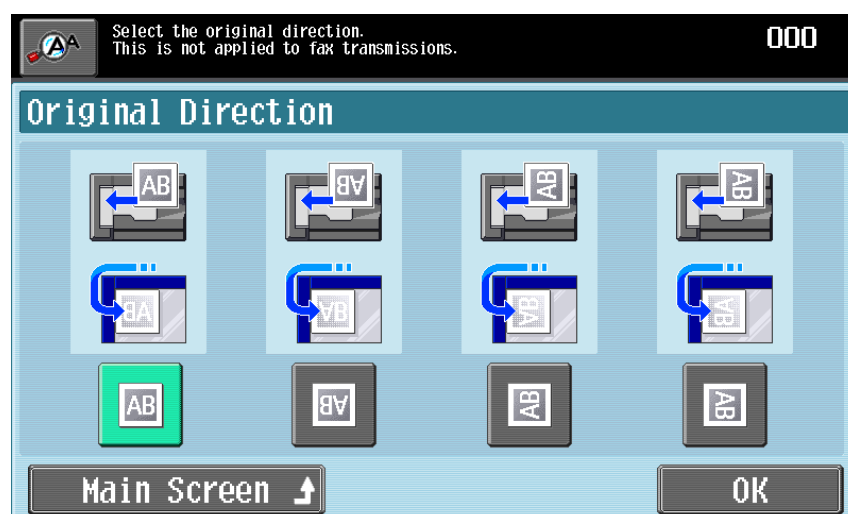 Select the original direction.
This is not applied to fax transmissions.
000
AA
Original Direction
AB AB AB AB
AB AB AB AB
AB AB AB AB
Main Screen
OK